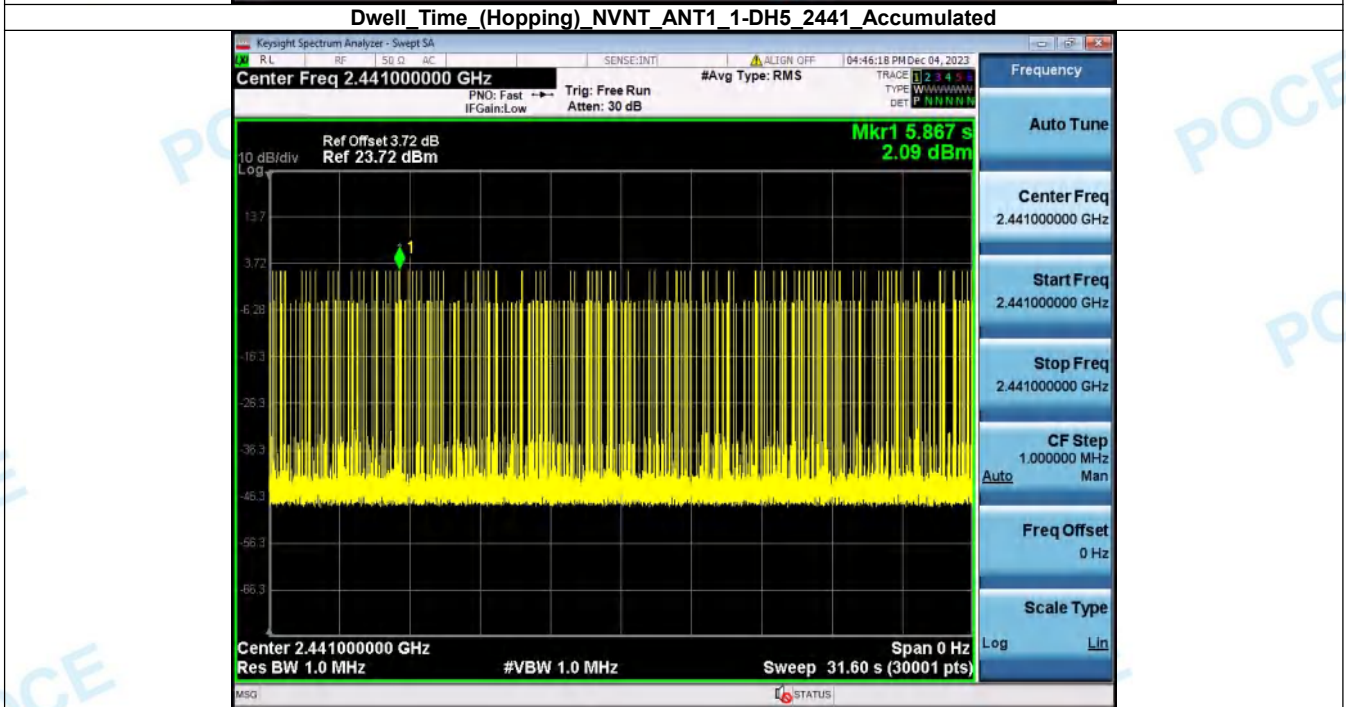 Dwell_Time_(Hopping)_NVNT_ANT1_1-DH5_2441_Accumulated
Keysight Spectrum Analyzer - Swept SA
RL RF 50 Ω AC SENSE:INT ALIGN OFF 04:46:18 PM Dec 04, 2023
Center Freq 2.441000000 GHz #Avg Type: RMS TRACE 1 2 3 4 5 6
PNO: Fast Trig: Free Run TYPE WWWWWW
IFGain:Low Atten: 30 dB DET P NNNNN
Frequency
Auto Tune
Ref Offset 3.72 dB Mkr1 5.867 s
10 dB/div Ref 23.72 dBm 2.09 dBm
Log
13.7
3.72
-6.28
-16.3
-26.3
-36.3
-46.3
-56.3
-66.3
1
Center Freq
2.441000000 GHz
Start Freq
2.441000000 GHz
Stop Freq
2.441000000 GHz
CF Step
1.000000 MHz
Auto Man
Freq Offset
0 Hz
Scale Type
Log Lin
Center 2.441000000 GHz Span 0 Hz
Res BW 1.0 MHz #VBW 1.0 MHz Sweep 31.60 s (30001 pts)
MSG STATUS
POCE
POCE